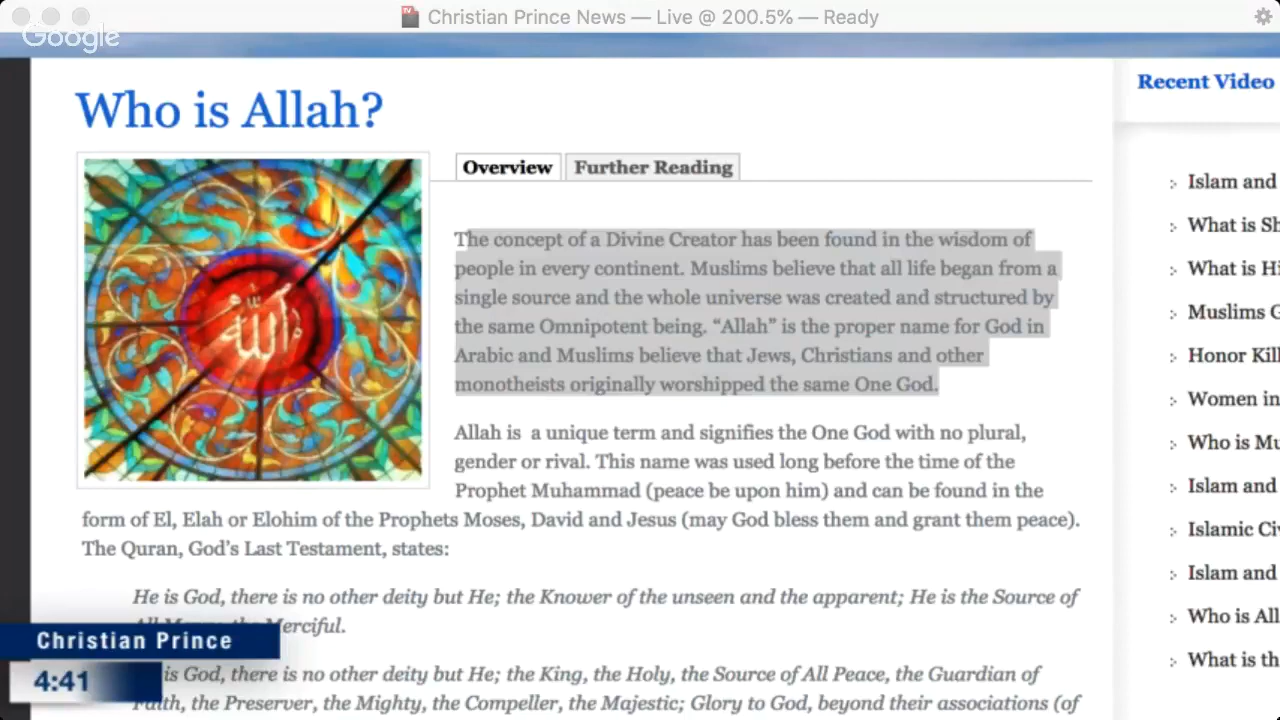 Christian Prince News — Live @ 200.5% — Ready
Google
Who is Allah?
Recent Video
Overview
Further Reading
الله
The concept of a Divine Creator has been found in the wisdom of
people in every continent. Muslims believe that all life began from a
single source and the whole universe was created and structured by
the same Omnipotent being. “Allah” is the proper name for God in
Arabic and Muslims believe that Jews, Christians and other
monotheists originally worshipped the same One God.
Allah is a unique term and signifies the One God with no plural,
gender or rival. This name was used long before the time of the
Prophet Muhammad (peace be upon him) and can be found in the
form of El, Elah or Elohim of the Prophets Moses, David and Jesus (may God bless them and grant them peace).
The Quran, God’s Last Testament, states:
He is God, there is no other deity but He; the Knower of the unseen and the apparent; He is the Source of
All Merciful.
is God, there is no other deity but He; the King, the Holy, the Source of All Peace, the Guardian of
Faith, the Preserver, the Mighty, the Compeller, the Majestic; Glory to God, beyond their associations (of
Islam and
What is
What is
Muslims
Honor
Women in
Who is
Islam and
Islamic
Islam and
Who is
What is
Christian Prince
4:41